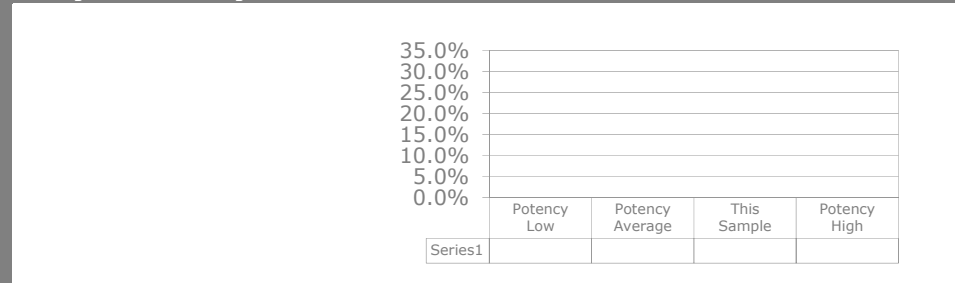 35.0%
30.0%
25.0%
20.0%
15.0%
10.0%
5.0%
0.0%
Potency Low
Potency Average
This Sample
Potency High
Series1